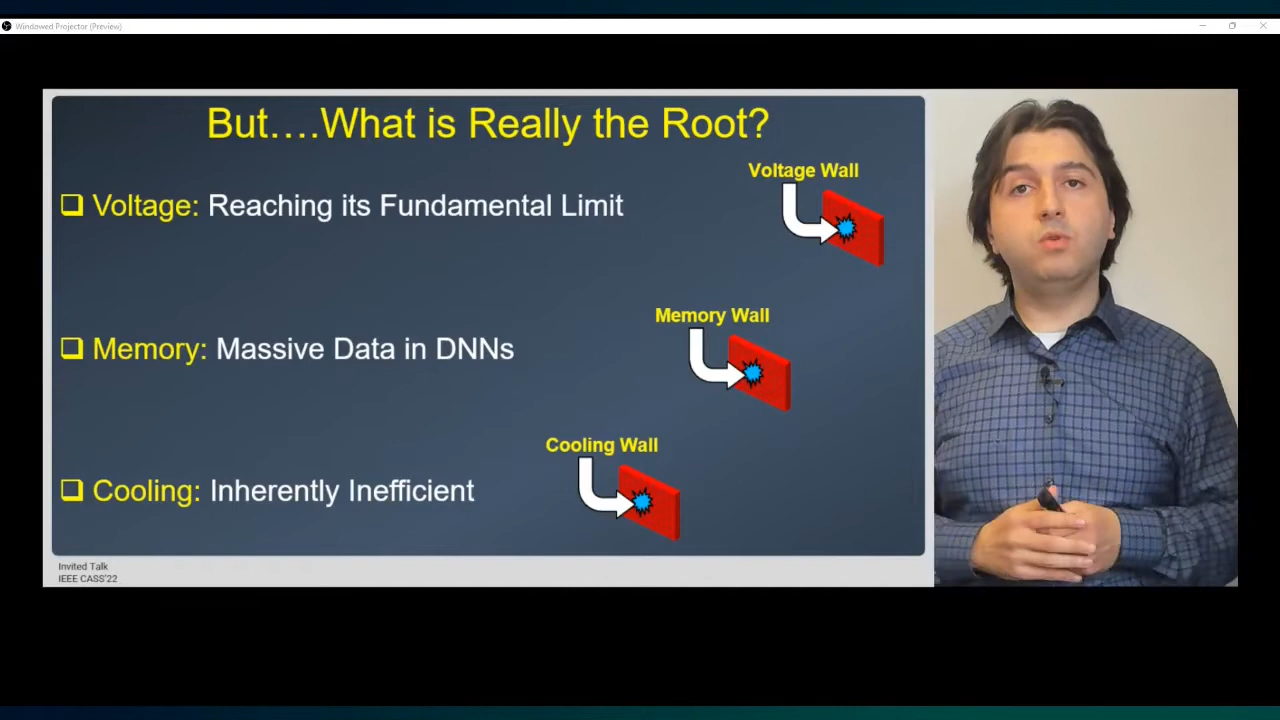 Windowed Projector (Preview)
But....What is Really the Root?
Voltage Wall
Voltage: Reaching its Fundamental Limit
Memory Wall
Memory: Massive Data in DNNs
Cooling Wall
Cooling: Inherently Inefficient
Invited Talk
IEEE CASS'22